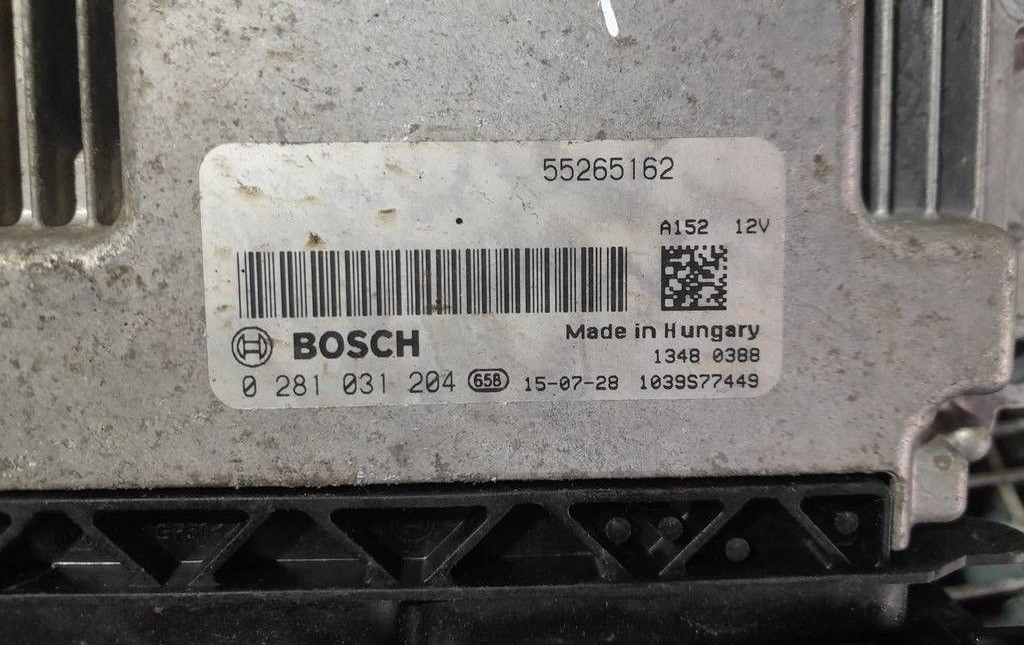 55265162
A152 12V
BOSCH
Made in Hungary
1348 0388
0 281 031 204 658 15-07-28 1039S77449